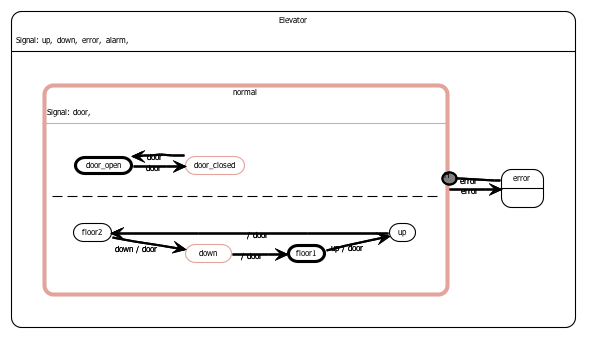 Elevator
Signal: up, down, error, alarm,
normal
Signal: door,
door
door_open
door_closed
door
error
error
error
floor2
up
/ door
down / door
down
/ door
floor1
up / door